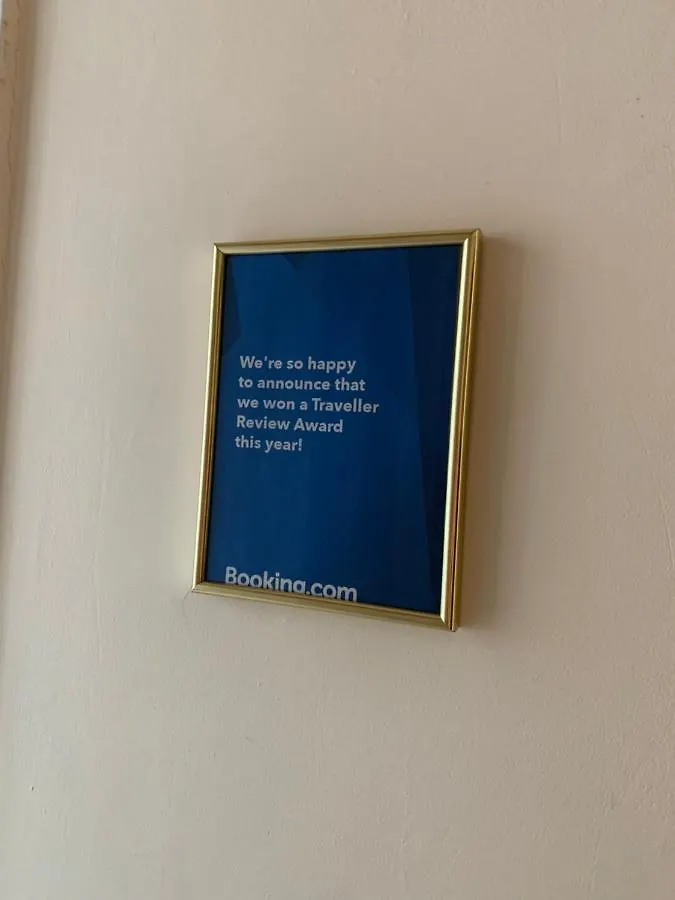 We're so happy
to announce that
we won a Traveller
Review Award
this year!
Booking.com